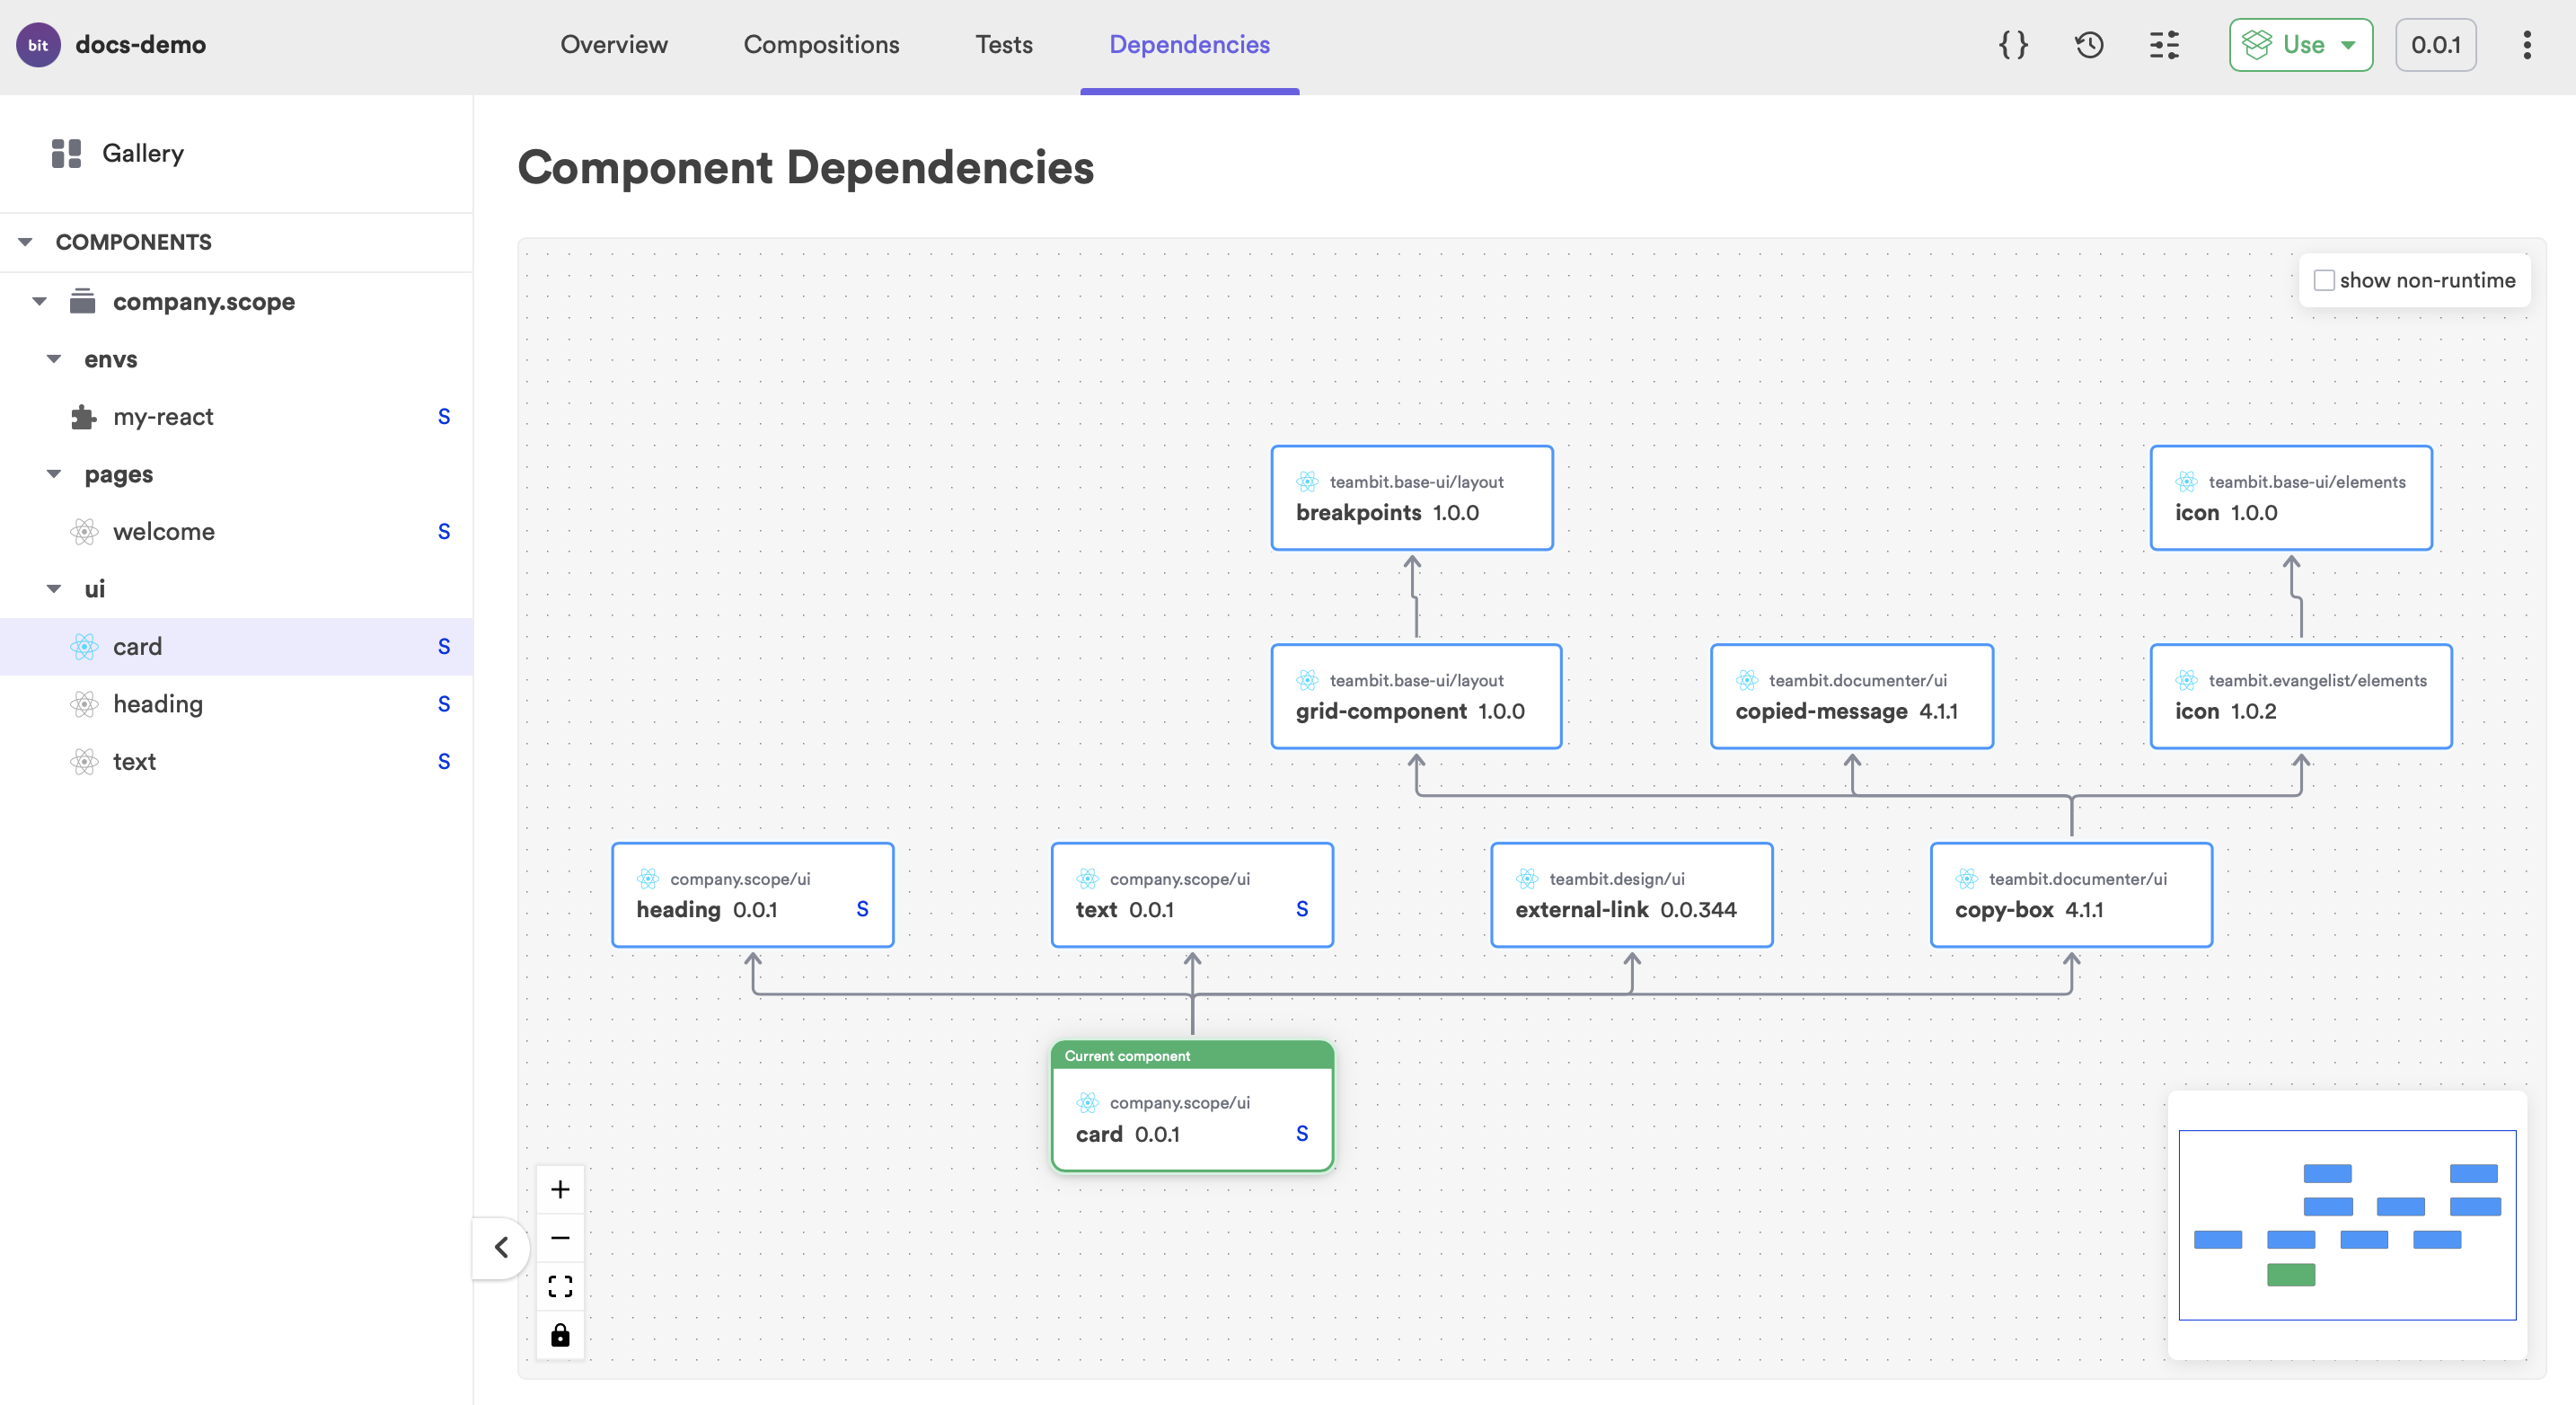 bit docs-demo
Overview
Compositions
Tests
Dependencies
{ }
Use
0.0.1
Gallery
COMPONENTS
company.scope
envs
my-react S
pages
welcome S
ui
card S
heading S
text S
Component Dependencies
show non-runtime
teambit.base-ui/layout
breakpoints 1.0.0
teambit.base-ui/elements
icon 1.0.0
teambit.base-ui/layout
grid-component 1.0.0
teambit.documenter/ui
copied-message 4.1.1
teambit.evangelist/elements
icon 1.0.2
company.scope/ui
heading 0.0.1 S
company.scope/ui
text 0.0.1 S
teambit.design/ui
external-link 0.0.344
teambit.documenter/ui
copy-box 4.1.1
Current component
company.scope/ui
card 0.0.1 S